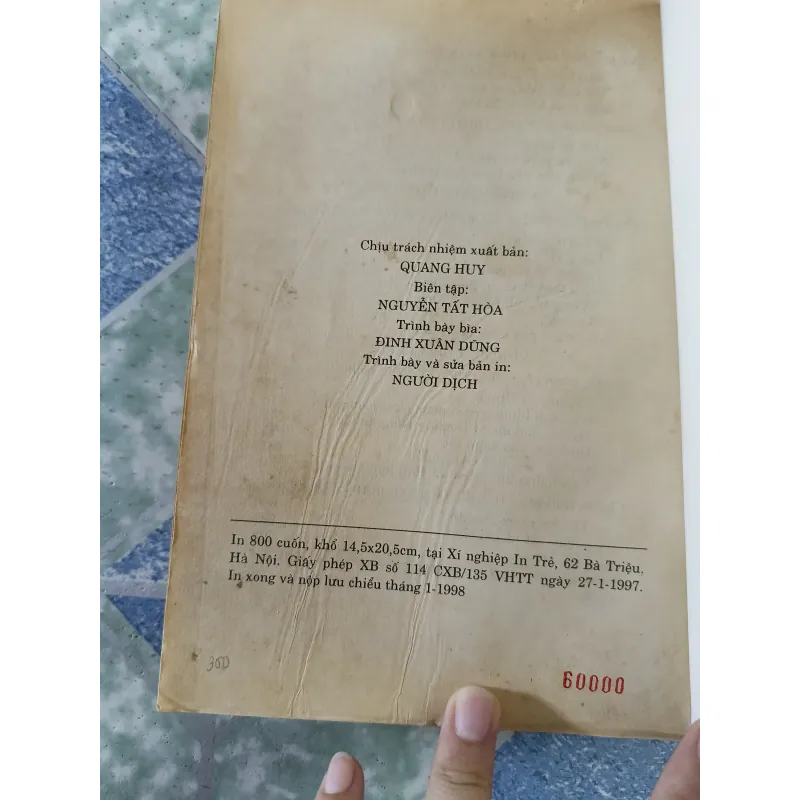 Chịu trách nhiệm xuất bản:
QUANG HUY
Biên tập:
NGUYỄN TẤT HÒA
Trình bày bìa:
ĐINH XUÂN DŨNG
Trình bày và sửa bản in:
NGƯỜI DỊCH
In 800 cuốn, khổ 14,5x20,5cm, tại Xí nghiệp In Trẻ, 62 Bà Triệu,
Hà Nội. Giấy phép XB số 114 CXB/135 VHTT ngày 27-1-1997.
In xong và nộp lưu chiểu tháng 1-1998
60000